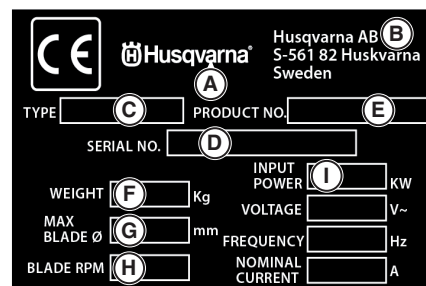 CE
Husqvarna®
A
Husqvarna AB B
S-561 82 Huskvarna
Sweden
TYPE C PRODUCT NO. E
SERIAL NO. D
WEIGHT F Kg
MAX
BLADE Ø G mm
BLADE RPM H
INPUT
POWER I KW
VOLTAGE V~
FREQUENCY Hz
NOMINAL
CURRENT A